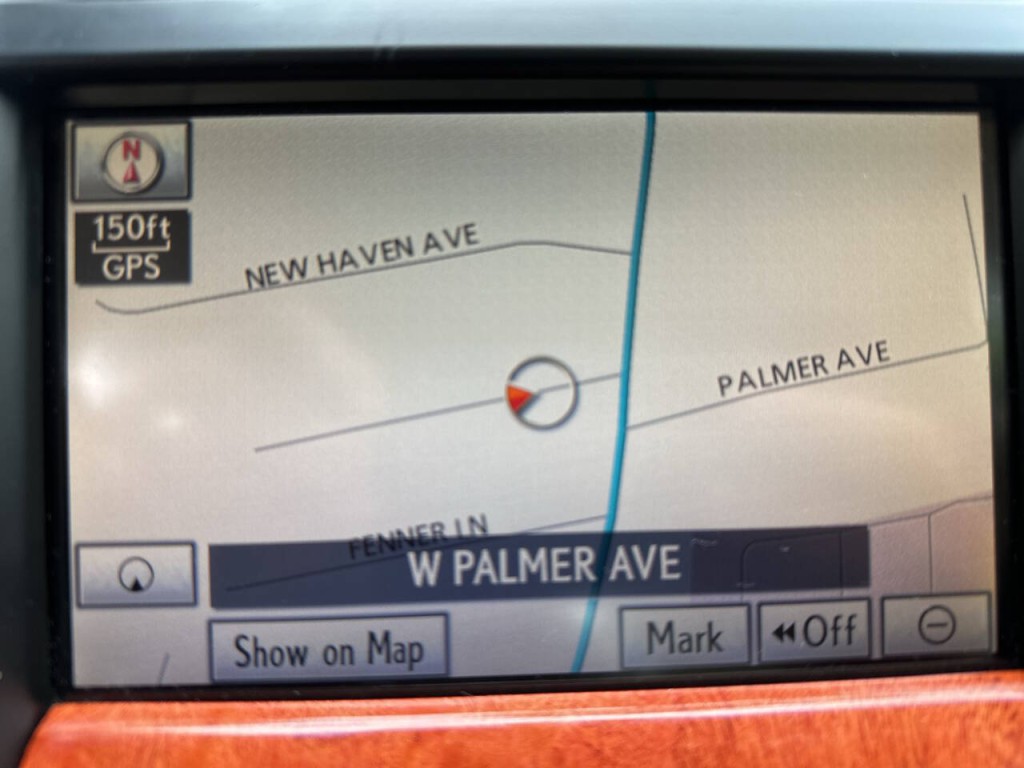 N
150ft
GPS
NEW HAVEN AVE
PALMER AVE
FENNER LN
W PALMER AVE
Show on Map
Mark
Off